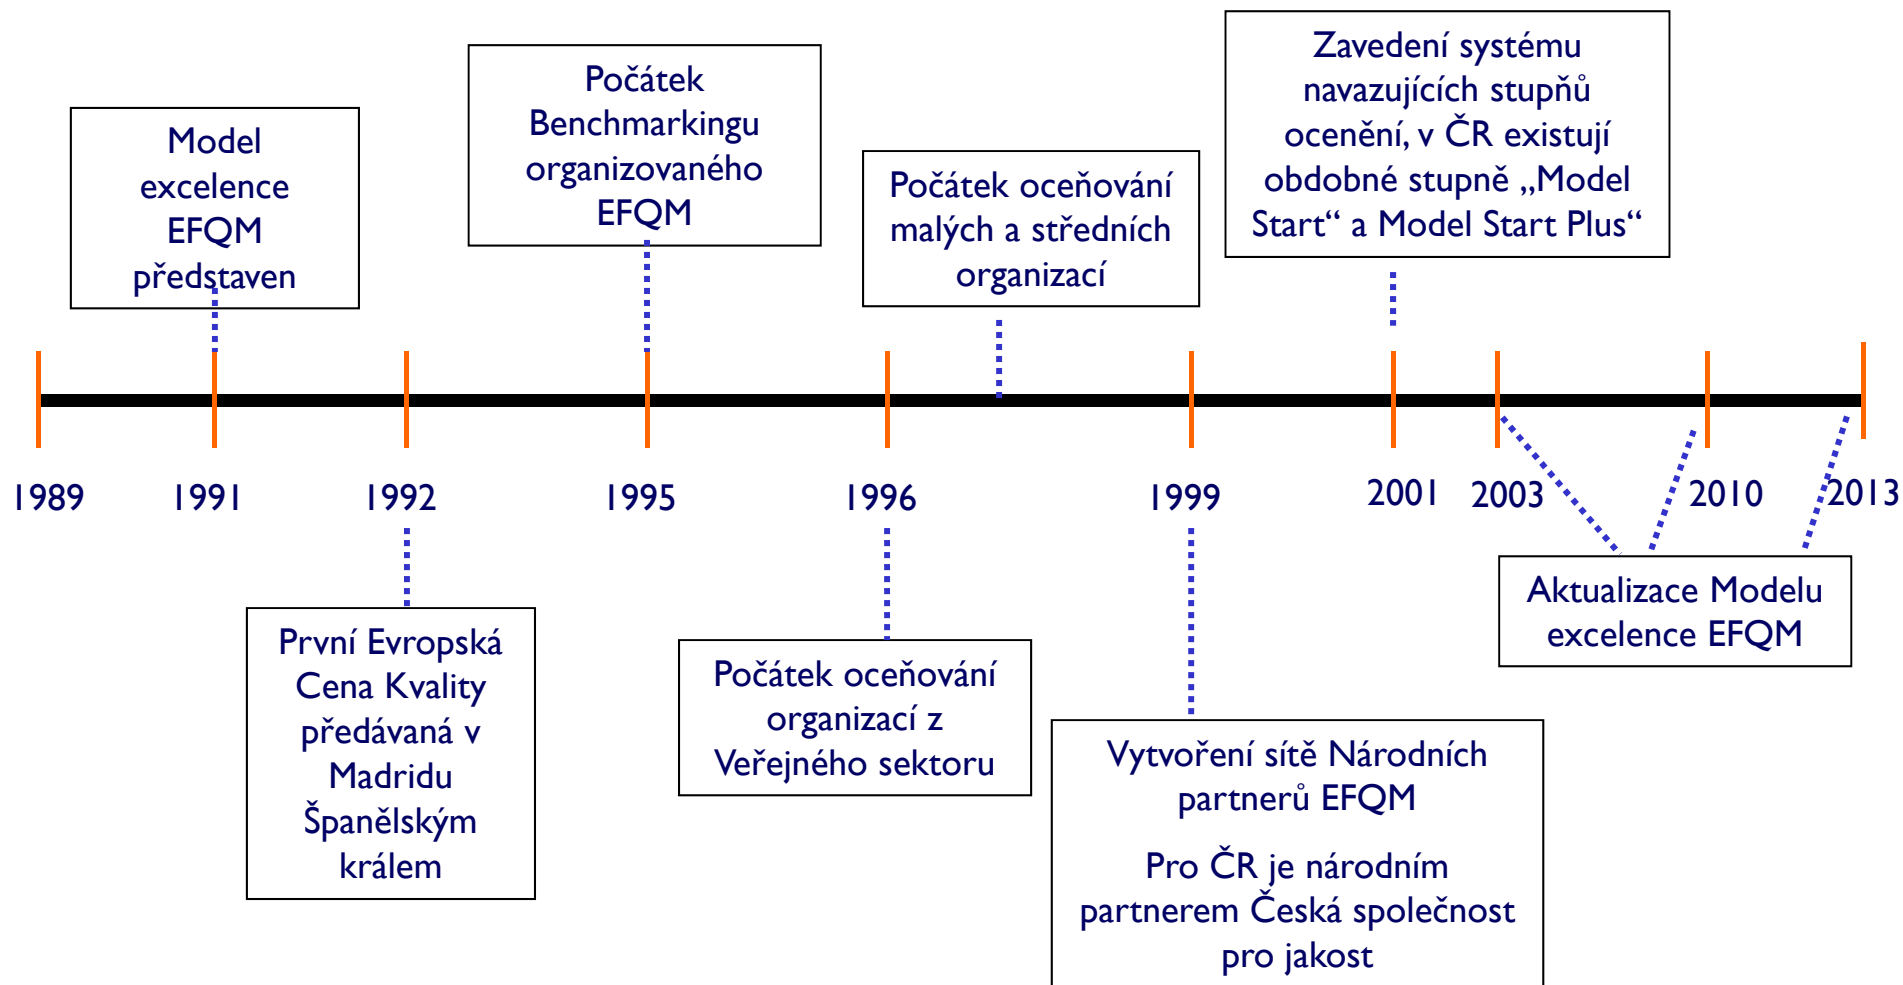 Model
excelence
EFQM
představen
Počátek
Benchmarkingu
organizovaného
EFQM
Počátek oceňování
malých a středních
organizací
Zavedení systému
navazujících stupňů
ocenění, v ČR existují
obdobné stupně „Model
Start“ a Model Start Plus“
1989
1991
1992
1995
1996
1999
2001
2003
2010
2013
První Evropská
Cena Kvality
předávaná v
Madridu
Španělským
králem
Počátek oceňování
organizací z
Veřejného sektoru
Vytvoření sítě Národních
partnerů EFQM
Pro ČR je národním
partnerem Česká společnost
pro jakost
Aktualizace Modelu
excelence EFQM